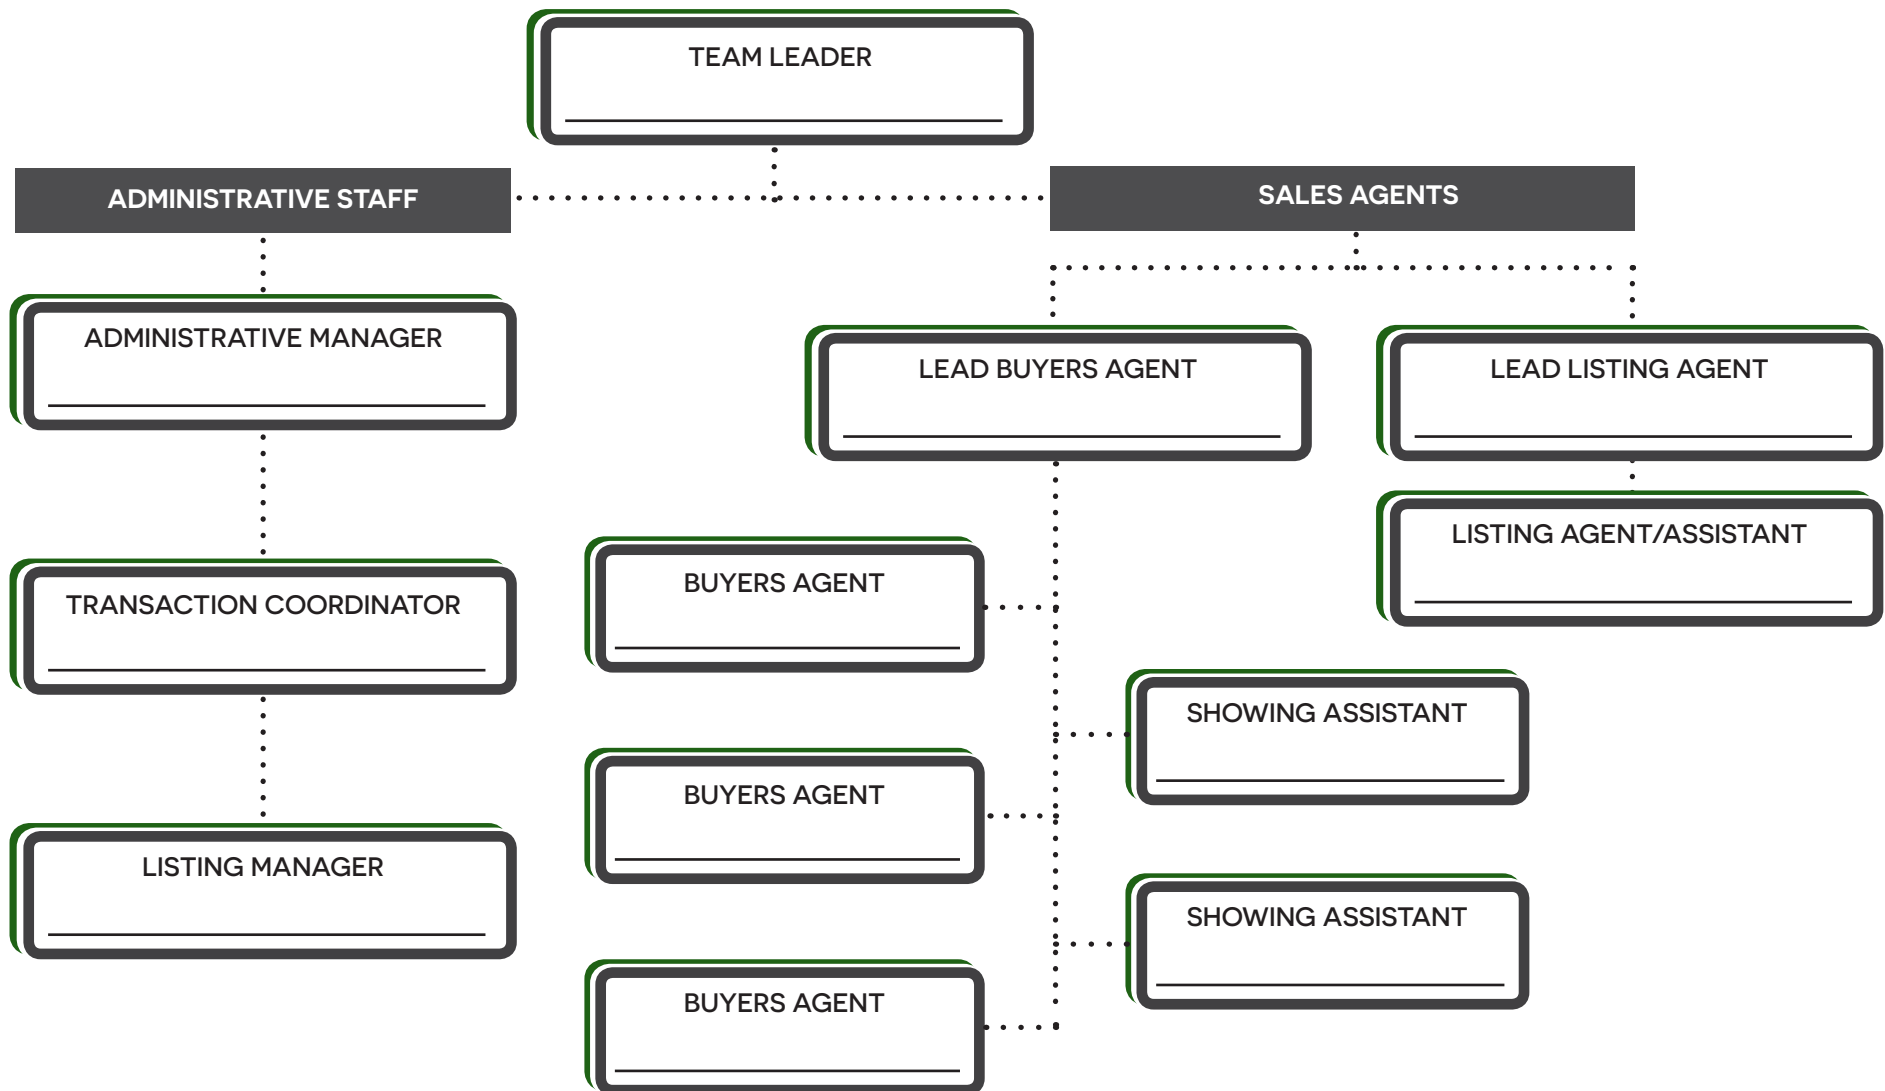 TEAM LEADER
ADMINISTRATIVE STAFF
SALES AGENTS
ADMINISTRATIVE MANAGER
LEAD BUYERS AGENT
LEAD LISTING AGENT
LISTING AGENT/ASSISTANT
BUYERS AGENT
TRANSACTION COORDINATOR
SHOWING ASSISTANT
BUYERS AGENT
LISTING MANAGER
SHOWING ASSISTANT
BUYERS AGENT